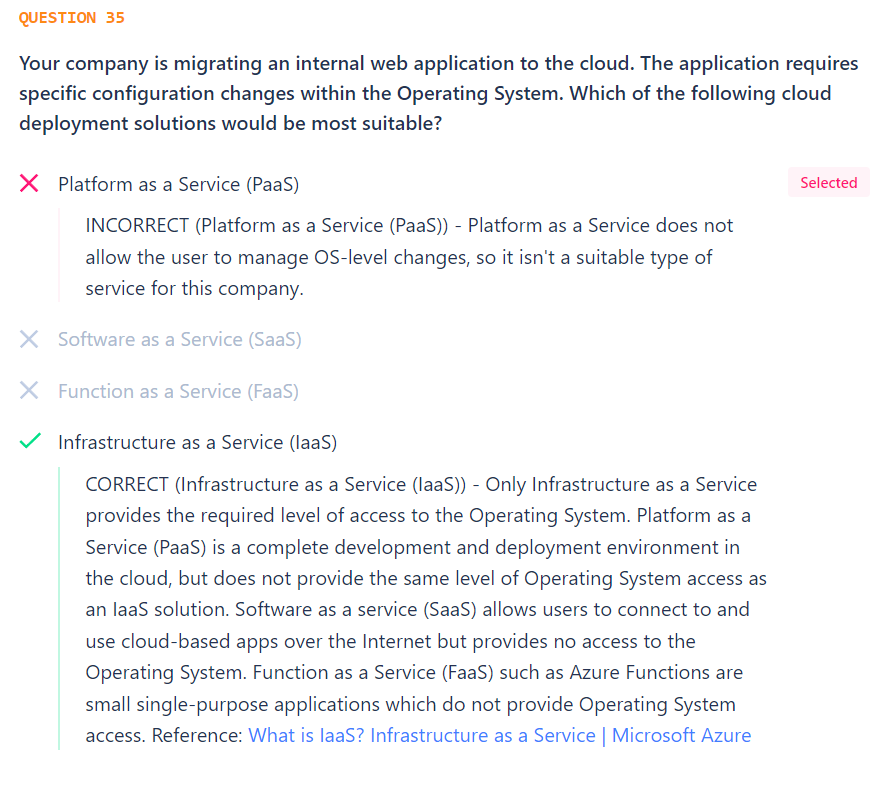 QUESTION 35
Your company is migrating an internal web application to the cloud. The application requires
specific configuration changes within the Operating System. Which of the following cloud
deployment solutions would be most suitable?
Platform as a Service (PaaS)
Selected
INCORRECT (Platform as a Service (PaaS)) - Platform as a Service does not
allow the user to manage OS-level changes, so it isn't a suitable type of
service for this company.
Software as a Service (SaaS)
Function as a Service (FaaS)
Infrastructure as a Service (IaaS)
CORRECT (Infrastructure as a Service (IaaS)) - Only Infrastructure as a Service
provides the required level of access to the Operating System. Platform as a
Service (PaaS) is a complete development and deployment environment in
the cloud, but does not provide the same level of Operating System access as
an IaaS solution. Software as a service (SaaS) allows users to connect to and
use cloud-based apps over the Internet but provides no access to the
Operating System. Function as a Service (FaaS) such as Azure Functions are
small single-purpose applications which do not provide Operating System
access. Reference: What is IaaS? Infrastructure as a Service | Microsoft Azure